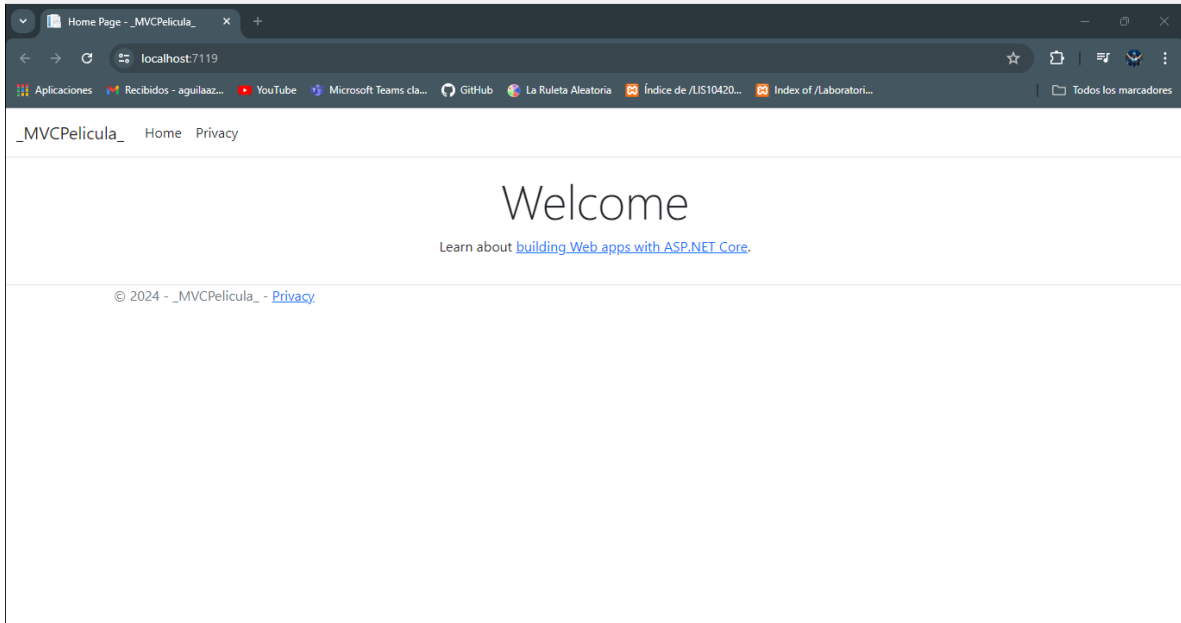 Home Page - _MVCPelicula_
localhost:7119
Aplicaciones Recibidos - aguilaaz... YouTube Microsoft Teams cla... GitHub La Ruleta Aleatoria Índice de /LIS10420... Index of /Laboratori... Todos los marcadores
_MVCPelicula_ Home Privacy
Welcome
Learn about building Web apps with ASP.NET Core.
© 2024 - _MVCPelicula_ - Privacy